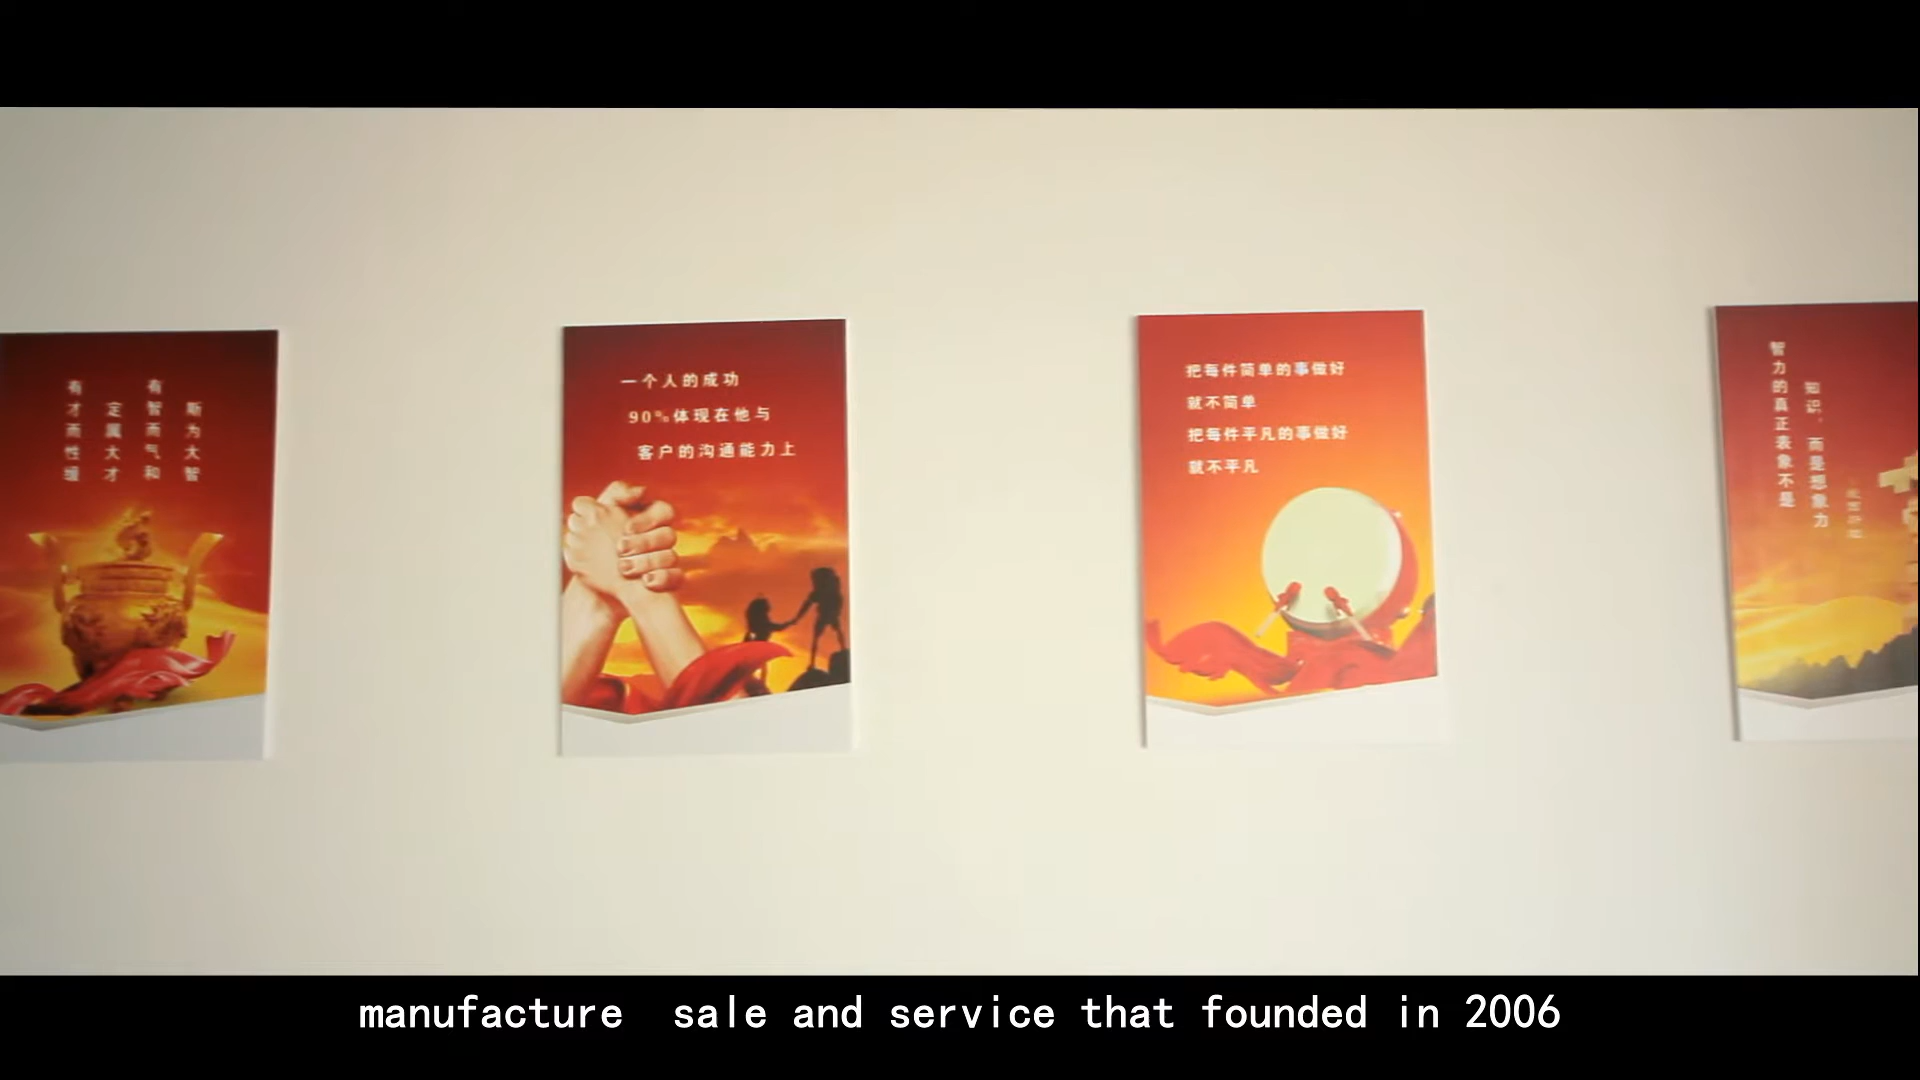 有才而性缓
定属大才
有智而气和
斯为大智
一个人的成功
90%体现在他与
客户的沟通能力上
把每件简单的事做好
就不简单
把每件平凡的事做好
就不平凡
智力的真正表象不是
知识，而是想象力
manufacture  sale and service that founded in 2006